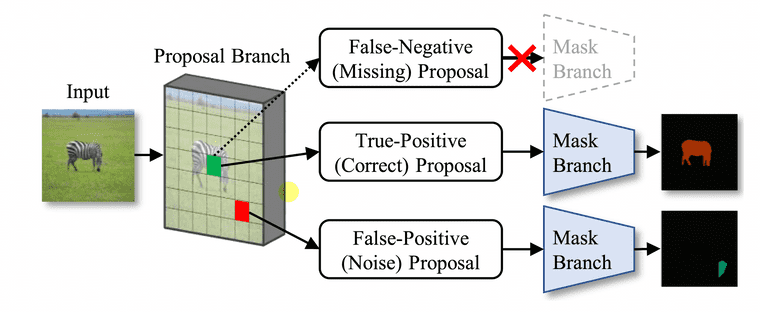 Input
Proposal Branch
False-Negative
(Missing) Proposal
Mask
Branch
True-Positive
(Correct) Proposal
Mask
Branch
False-Positive
(Noise) Proposal
Mask
Branch